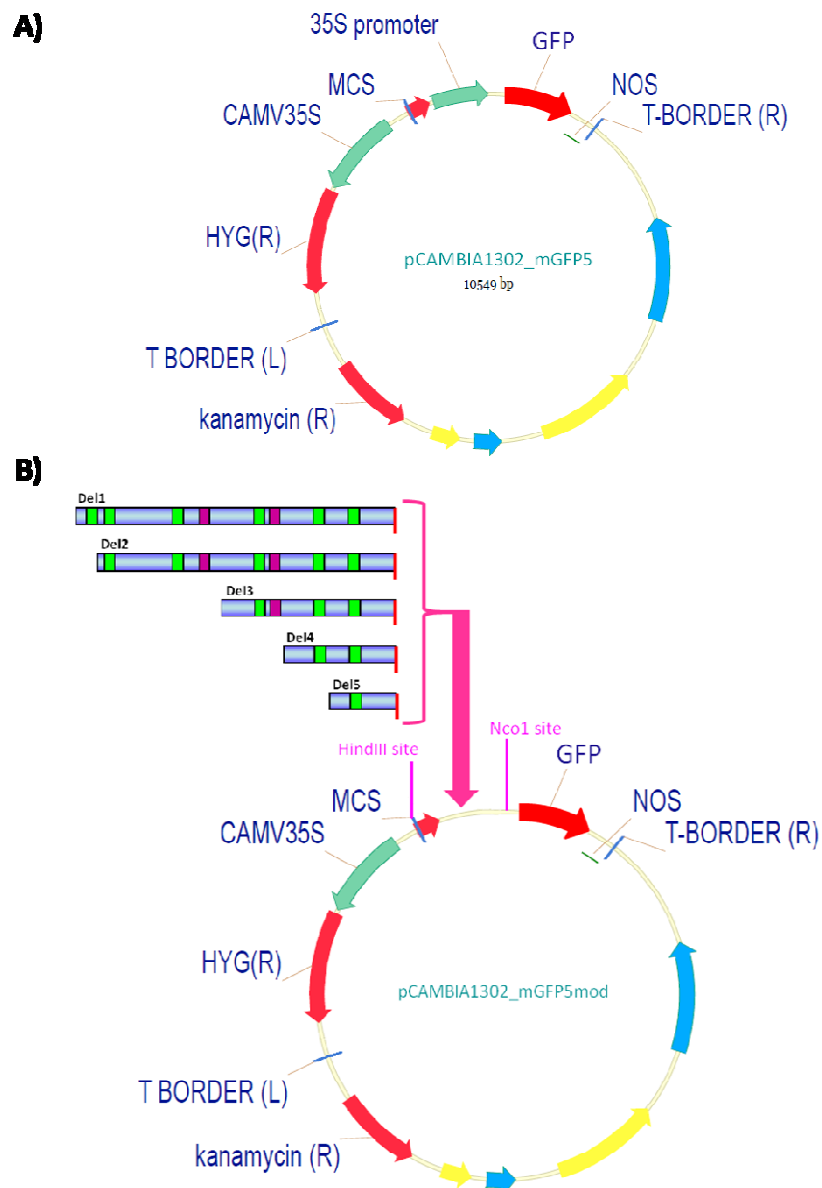 A)
35S promoter
GFP
MCS
NOS
CAMV35S
T-BORDER (R)
HYG(R)
pCAMBIA1302_mGFP5
10549 bp
T BORDER (L)
kanamycin (R)
B)
Del1
Del2
Del3
Del4
Del5
Nco1 site
HindIII site
GFP
MCS
NOS
CAMV35S
T-BORDER (R)
HYG(R)
pCAMBIA1302_mGFP5mod
T BORDER (L)
kanamycin (R)